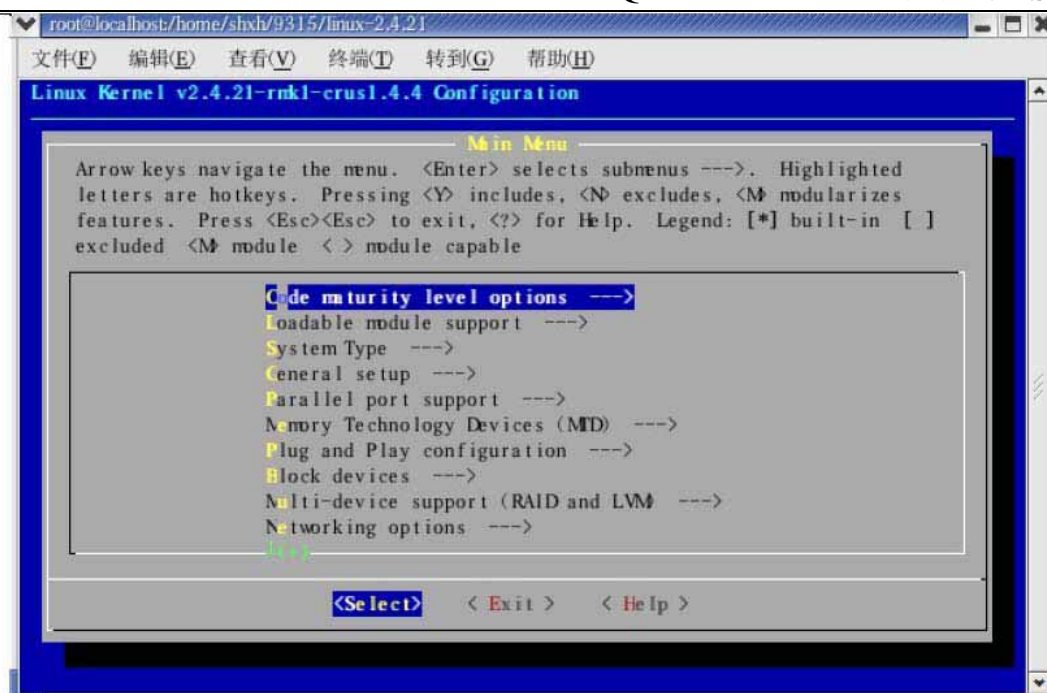 root@localhost:/home/shxh/9315/linux-2.4.21
文件(F) 编辑(E) 查看(V) 终端(T) 转到(G) 帮助(H)
Linux Kernel v2.4.21-rmk1-crus1.4.4 Configuration
Main Menu
Arrow keys navigate the menu. <Enter> selects submenus --->. Highlighted
letters are hotkeys. Pressing <Y> includes, <N> excludes, <M> modularizes
features. Press <Esc><Esc> to exit, <?> for Help. Legend: [*] built-in [ ]
excluded <M> module < > module capable
Code maturity level options --->
Loadable module support --->
System Type --->
General setup --->
Parallel port support --->
Memory Technology Devices (MTD) --->
Plug and Play configuration --->
Block devices --->
Multi-device support (RAID and LVM) --->
Networking options --->
<Select> < Exit > < Help >